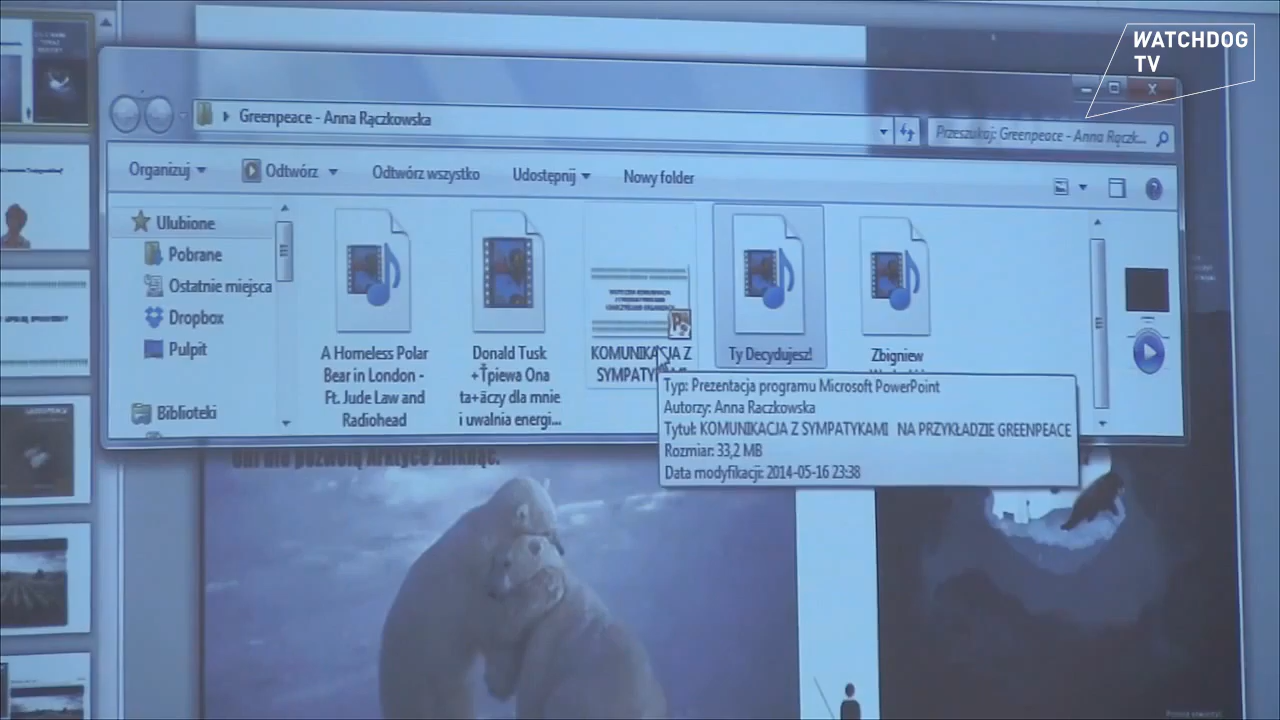 WATCHDOG
TV
Greenpeace - Anna Rączkowska
Przeszukaj: Greenpeace - Anna Rączk...
Organizuj
Odtwórz
Odtwórz wszystko
Udostępnij
Nowy folder
Ulubione
Pobrane
Ostatnie miejsca
Dropbox
Pulpit
Biblioteki
A Homeless Polar
Bear in London -
Ft. Jude Law and
Radiohead
Donald Tusk
+Ťpiewa Ona
ta+äczy dla mnie
i uwalnia energi...
KOMUNIKACJA Z
Ty Decydujesz!
Zbigniew
Typ: Prezentacja programu Microsoft PowerPoint
Autorzy: Anna Raczkowska
Tytuł: KOMUNIKACJA Z SYMPATYKAMI NA PRZYKŁADZIE GREENPEACE
Rozmiar: 33,2 MB
Data modyfikacji: 2014-05-16 23:38